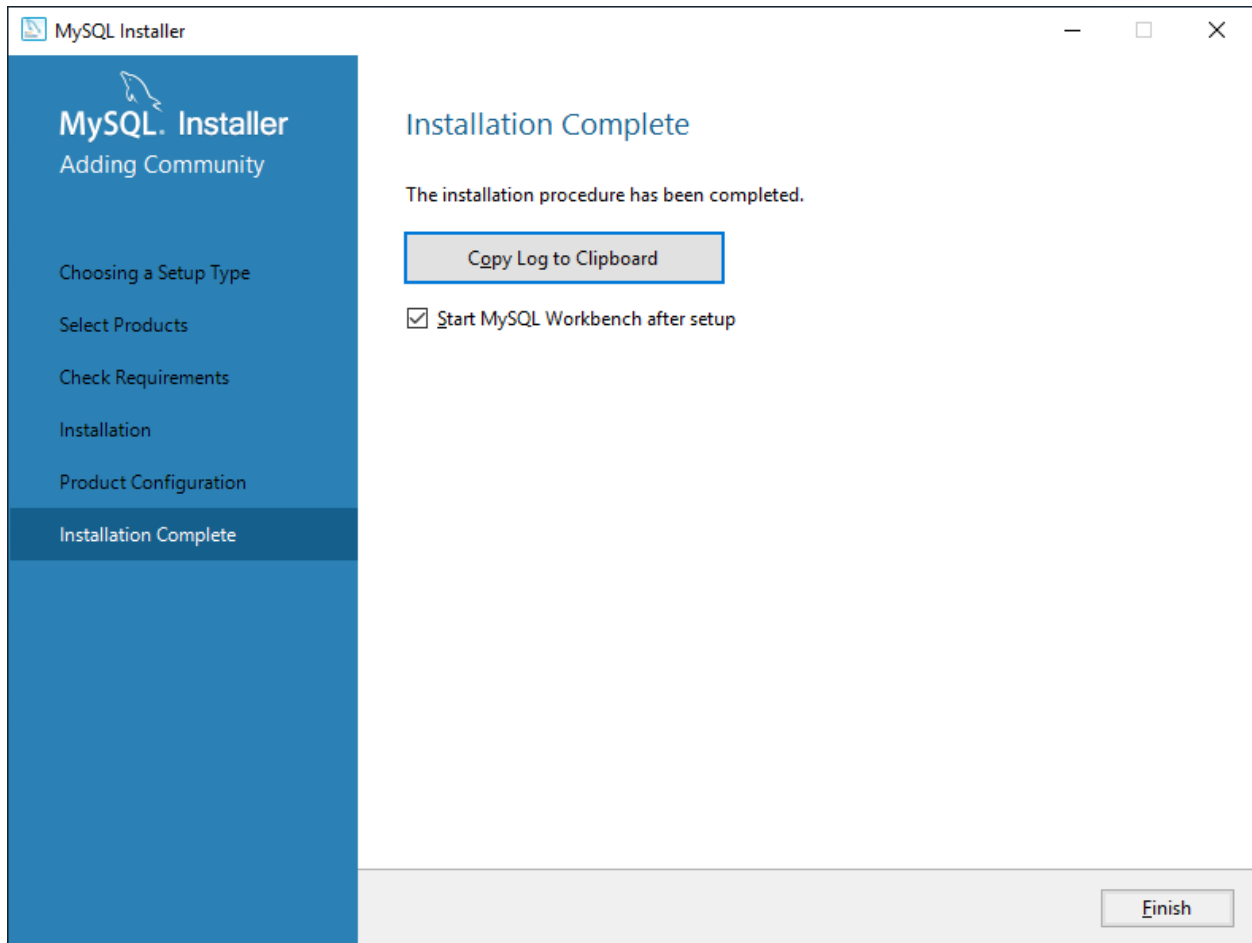 MySQL Installer
MySQL. Installer
Adding Community
Choosing a Setup Type
Select Products
Check Requirements
Installation
Product Configuration
Installation Complete
Installation Complete
The installation procedure has been completed.
Copy Log to Clipboard
Start MySQL Workbench after setup
Finish